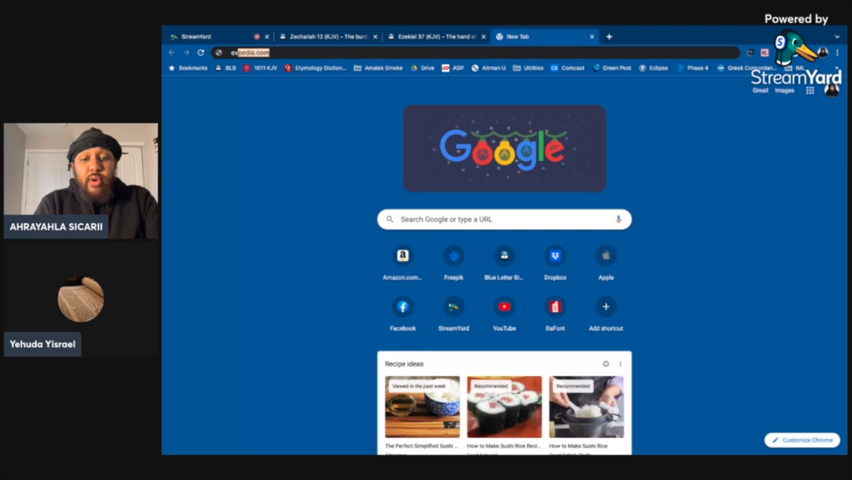 Powered by
StreamYard
StreamYard
Zechariah 12 (KJV) - The burd
Ezekiel 37 (KJV) - The hand of
New Tab
expedia.com
Bookmarks
BLB
1611 KJV
Etymology Diction...
Amalek Smoke
Drive
ADP
Altman U
Utilities
Comcast
Green Peat
Eclipse
Phase 4
Greek Concordan...
Gmail
Images
Google
Search Google or type a URL
Amazon.com...
Freepik
Blue Letter Bi...
Dropbox
Apple
Facebook
StreamYard
YouTube
DaFont
Add shortcut
AHRAYAHLA SICARII
Yehuda Yisrael
Recipe ideas
Viewed in the past week
Recommended
Recommended
The Perfect Simplified Sushi ...
How to Make Sushi Rice Reci...
How to Make Sushi Rice
Customize Chrome